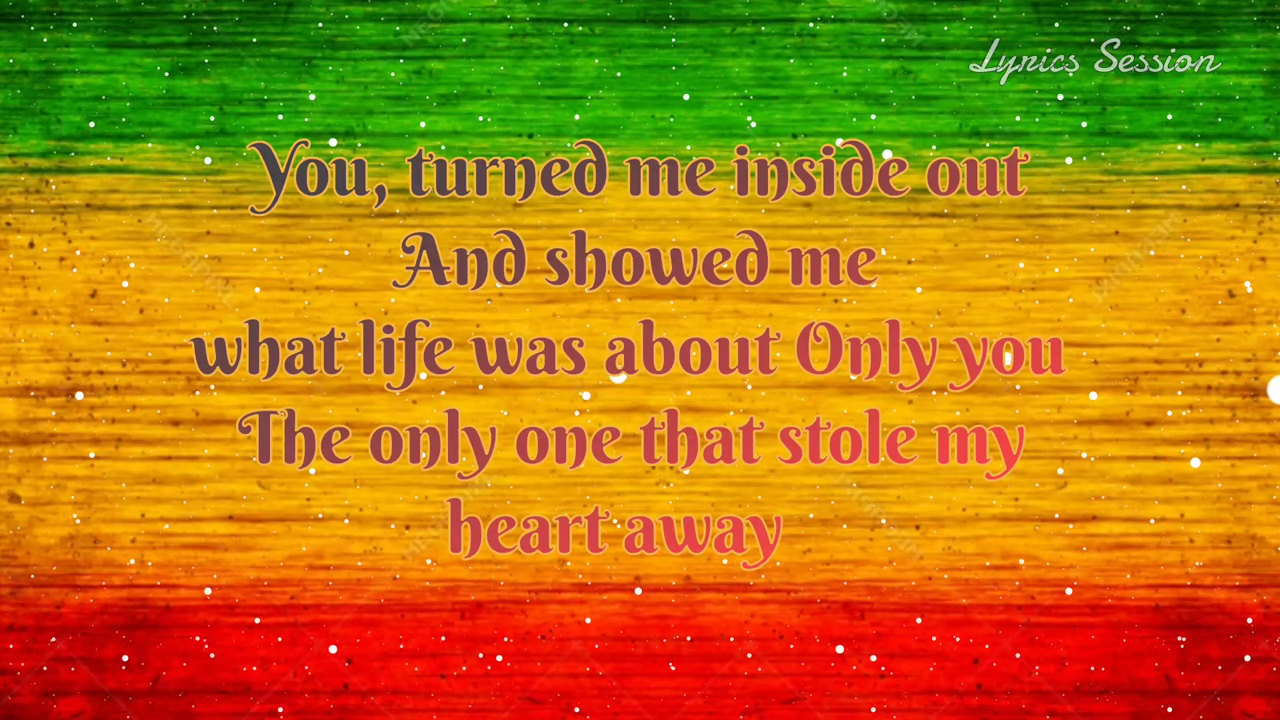 Lyrics Session
You, turned me inside out
And showed me
what life was about Only you
The only one that stole my
heart away